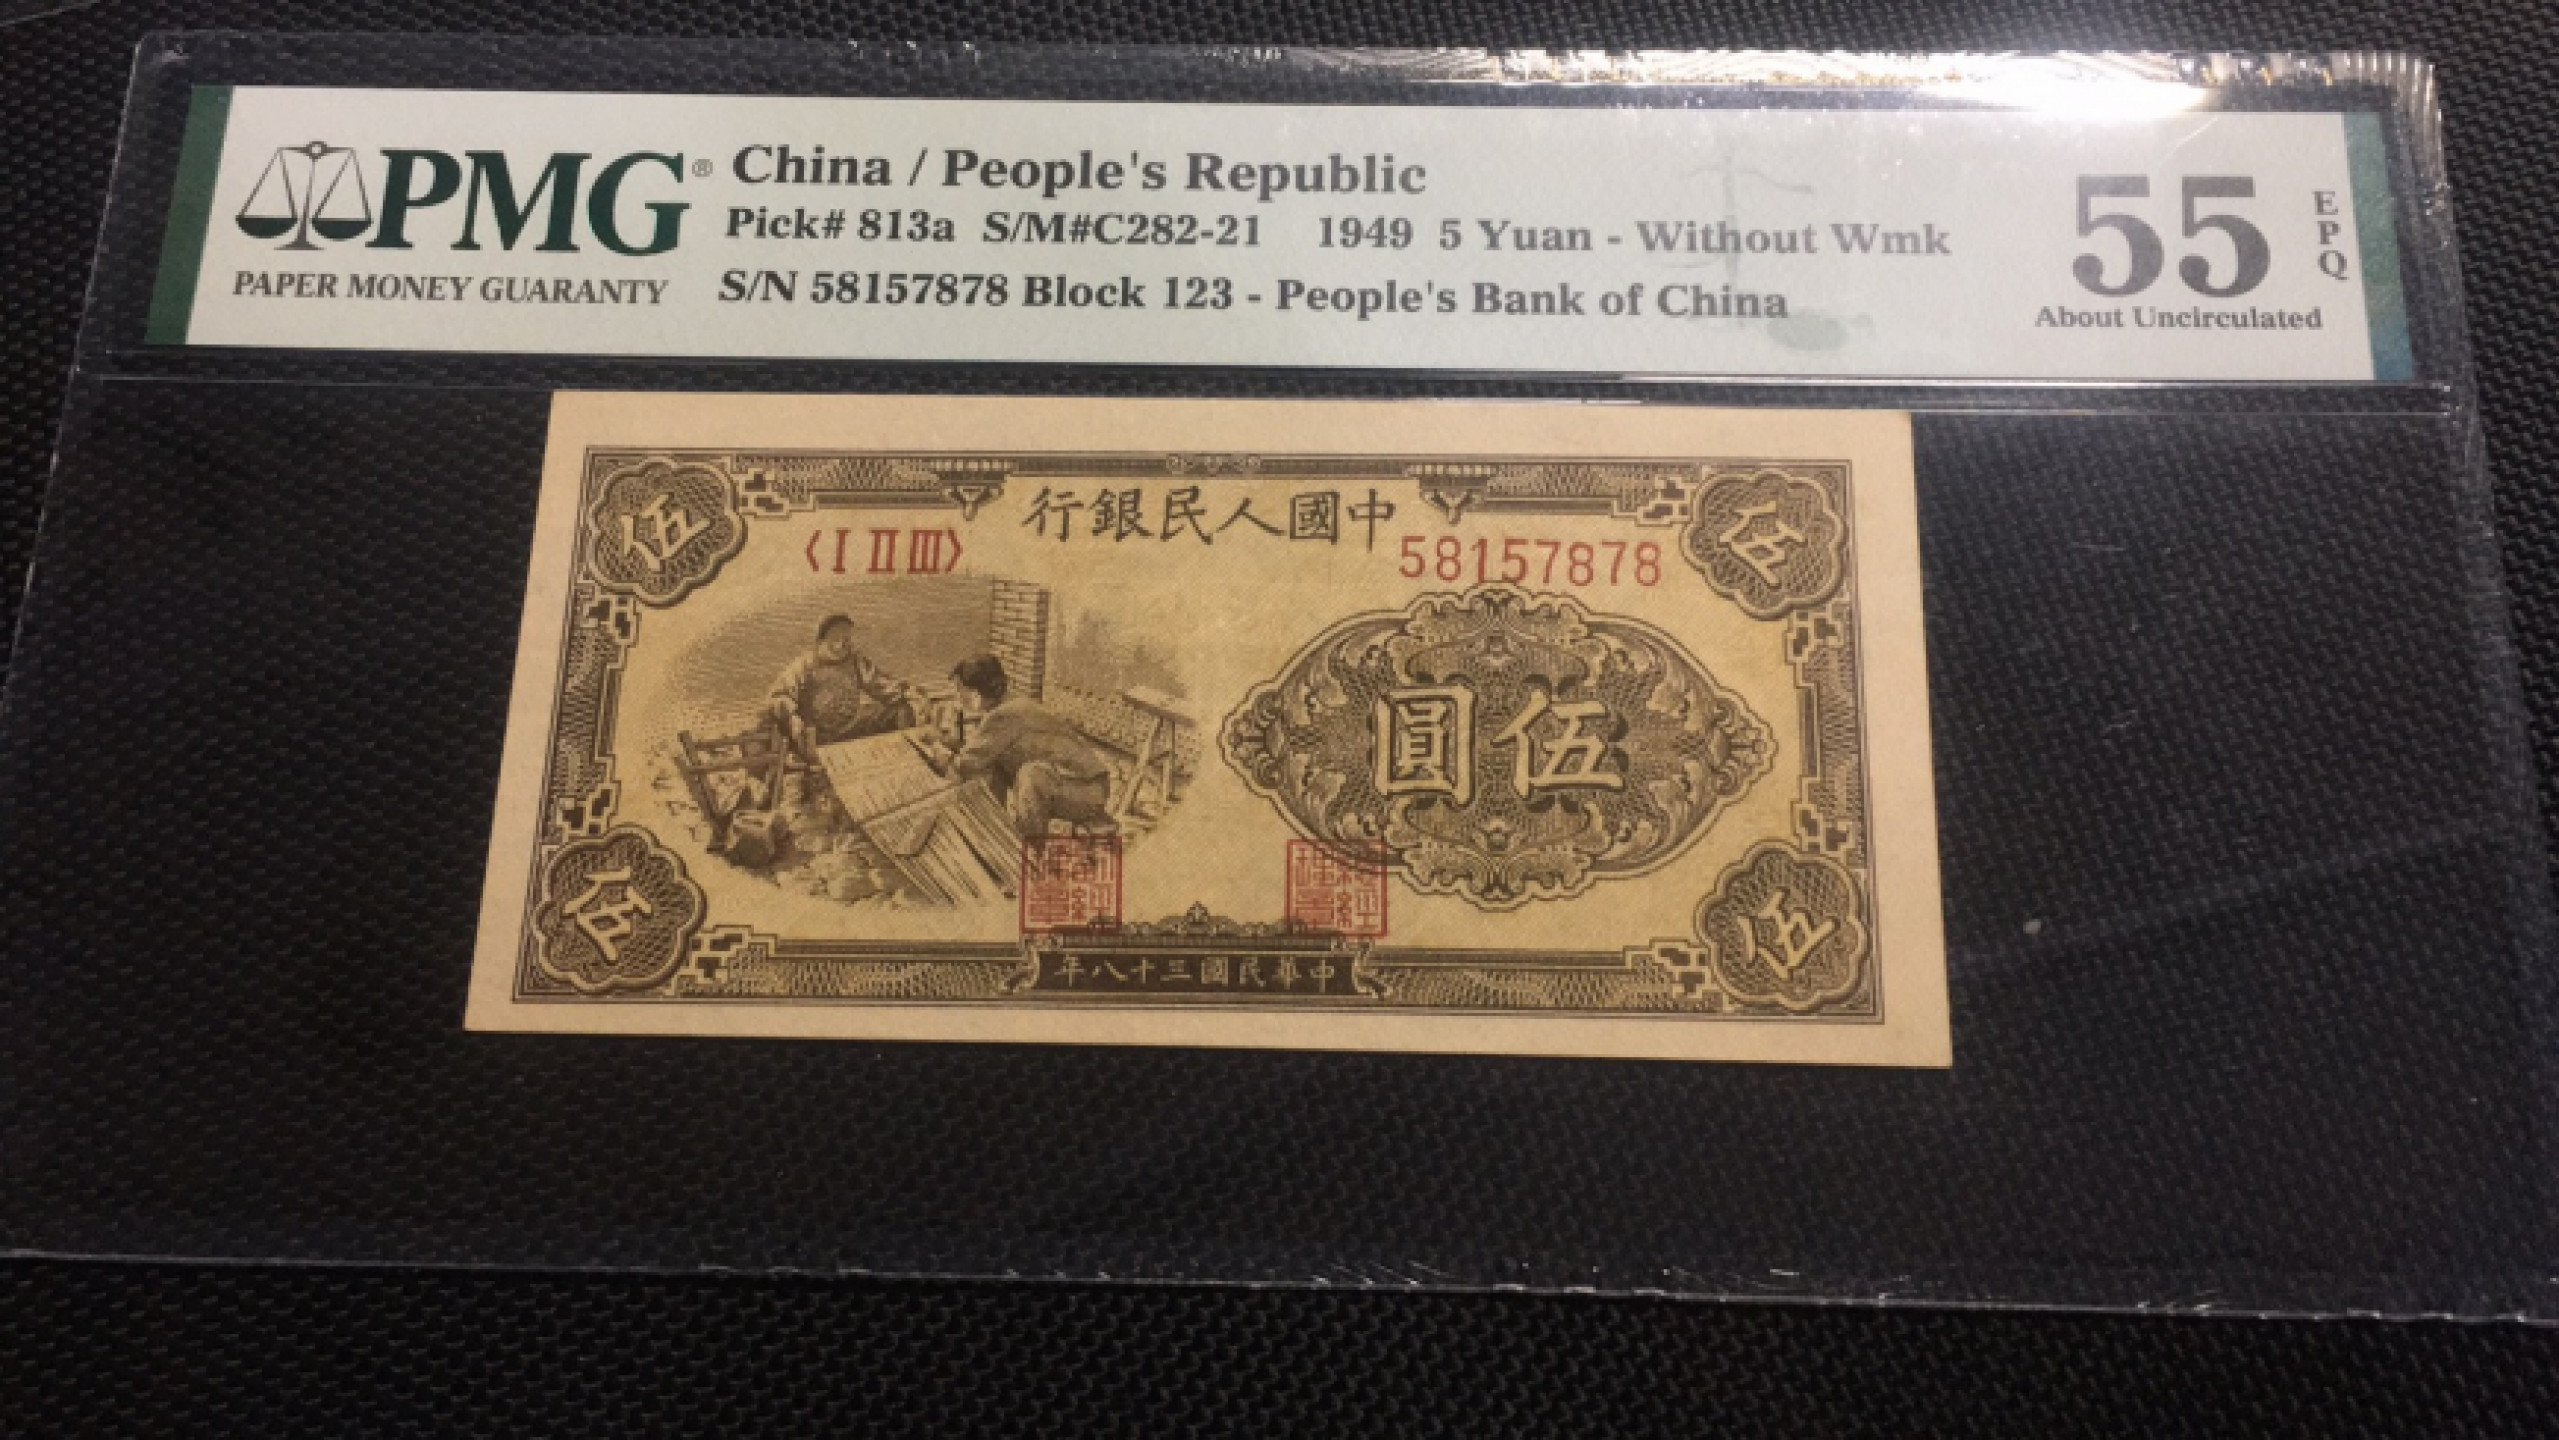 PMG®
PAPER MONEY GUARANTY
China / People's Republic
Pick# 813a S/M#C282-21 1949 5 Yuan - Without Wmk
S/N 58157878 Block 123 - People's Bank of China
55
EPQ
About Uncirculated
伍
伍
行銀民人國中
〈I II III〉
58157878
圓伍
伍
伍
年八十三國民華中